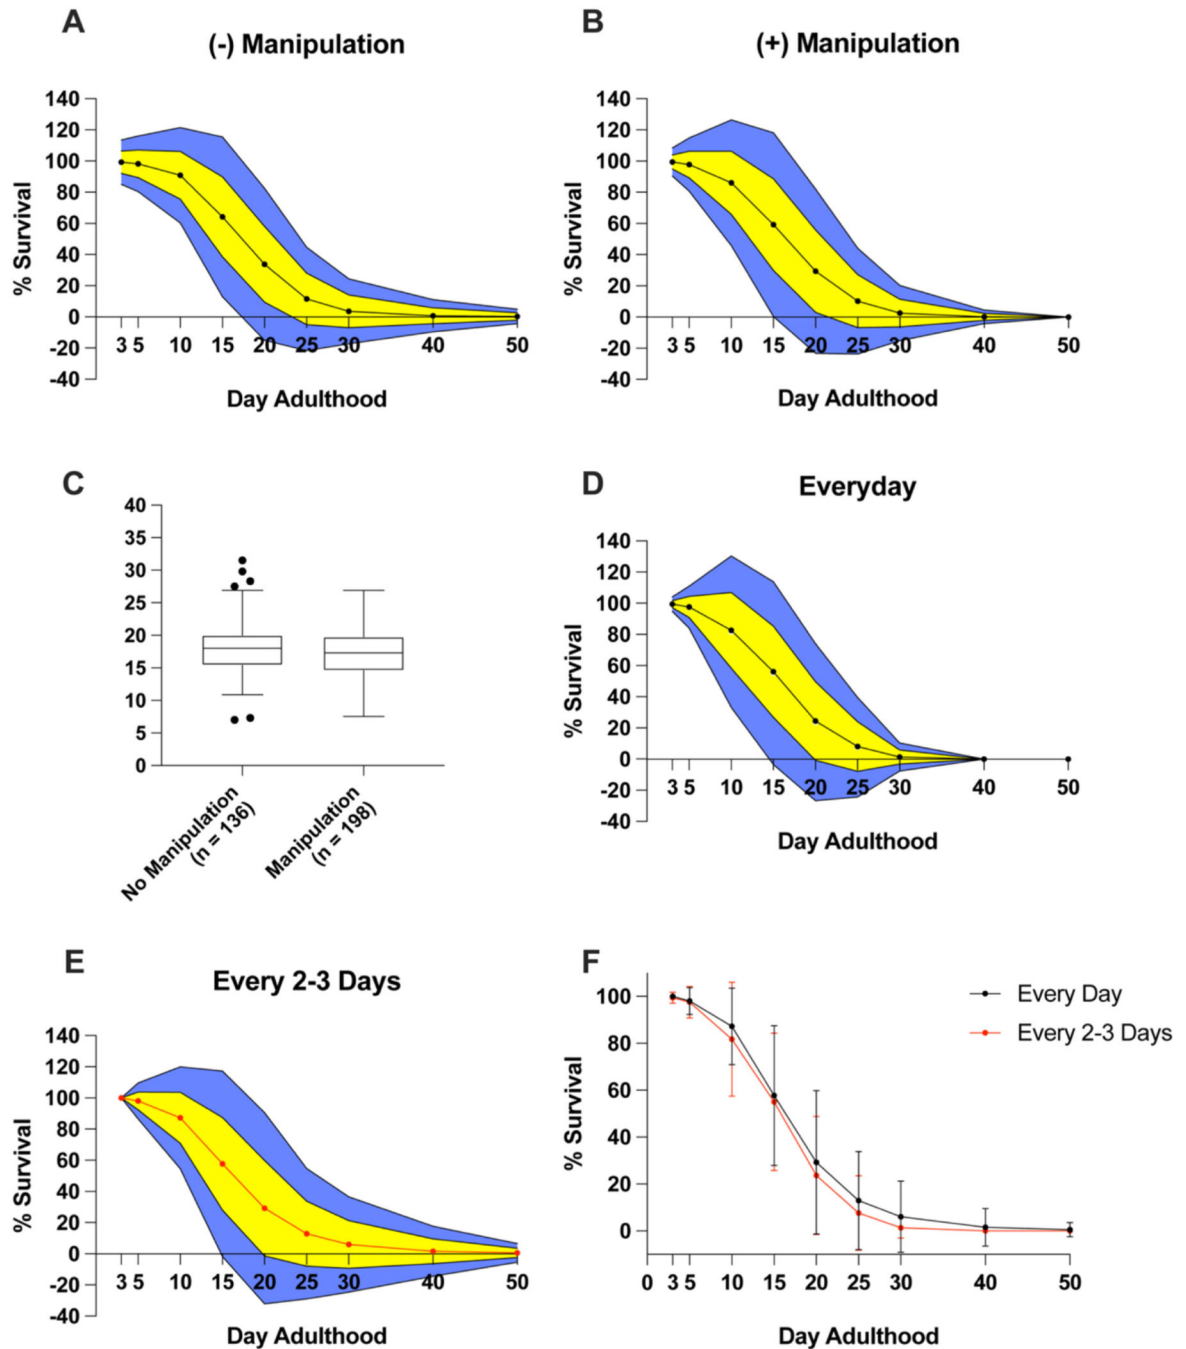 A
(-) Manipulation
140
120
100
80
60
40
20
0
-20
-40
% Survival
3 5 10 15 20 25 30 40 50
Day Adulthood
B
(+) Manipulation
140
120
100
80
60
40
20
0
-20
-40
% Survival
3 5 10 15 20 25 30 40 50
Day Adulthood
C
40
35
30
25
20
15
10
5
0
No Manipulation
(n = 136)
Manipulation
(n = 198)
D
Everyday
140
120
100
80
60
40
20
0
-20
-40
% Survival
3 5 10 15 20 25 30 40 50
Day Adulthood
E
Every 2-3 Days
140
120
100
80
60
40
20
0
-20
-40
% Survival
3 5 10 15 20 25 30 40 50
Day Adulthood
F
Every Day
Every 2-3 Days
100
80
60
40
20
0
% Survival
0 3 5 10 15 20 25 30 40 50
Day Adulthood